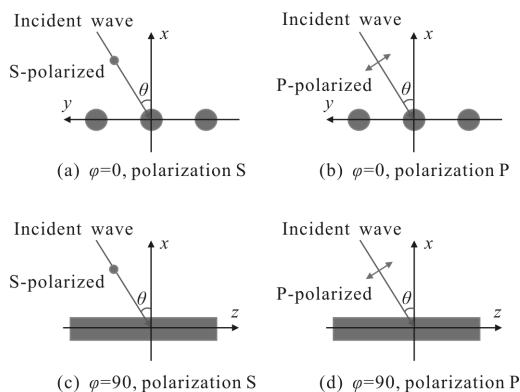 Incident wave
x
S-polarized
θ
y
(a) φ=0, polarization S
Incident wave
x
P-polarized
θ
y
(b) φ=0, polarization P
Incident wave
x
S-polarized
θ
z
(c) φ=90, polarization S
Incident wave
x
P-polarized
θ
z
(d) φ=90, polarization P